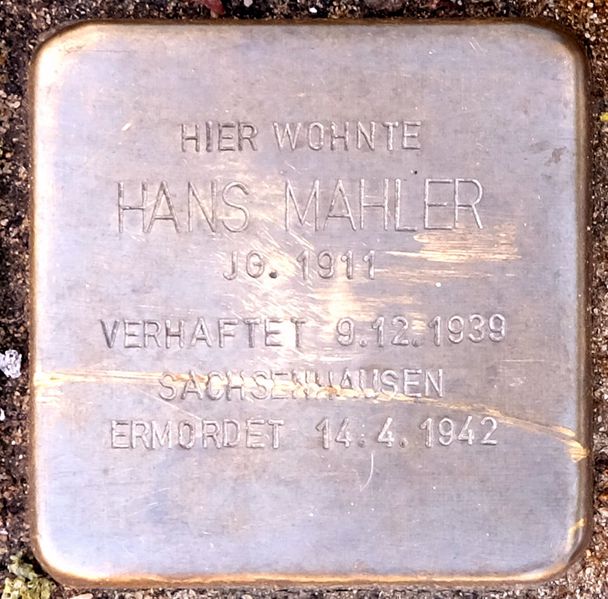 HIER WOHNTE
HANS MAHLER
JG. 1911
VERHAFTET 9.12.1939
SACHSENHAUSEN
ERMORDET 14.4.1942